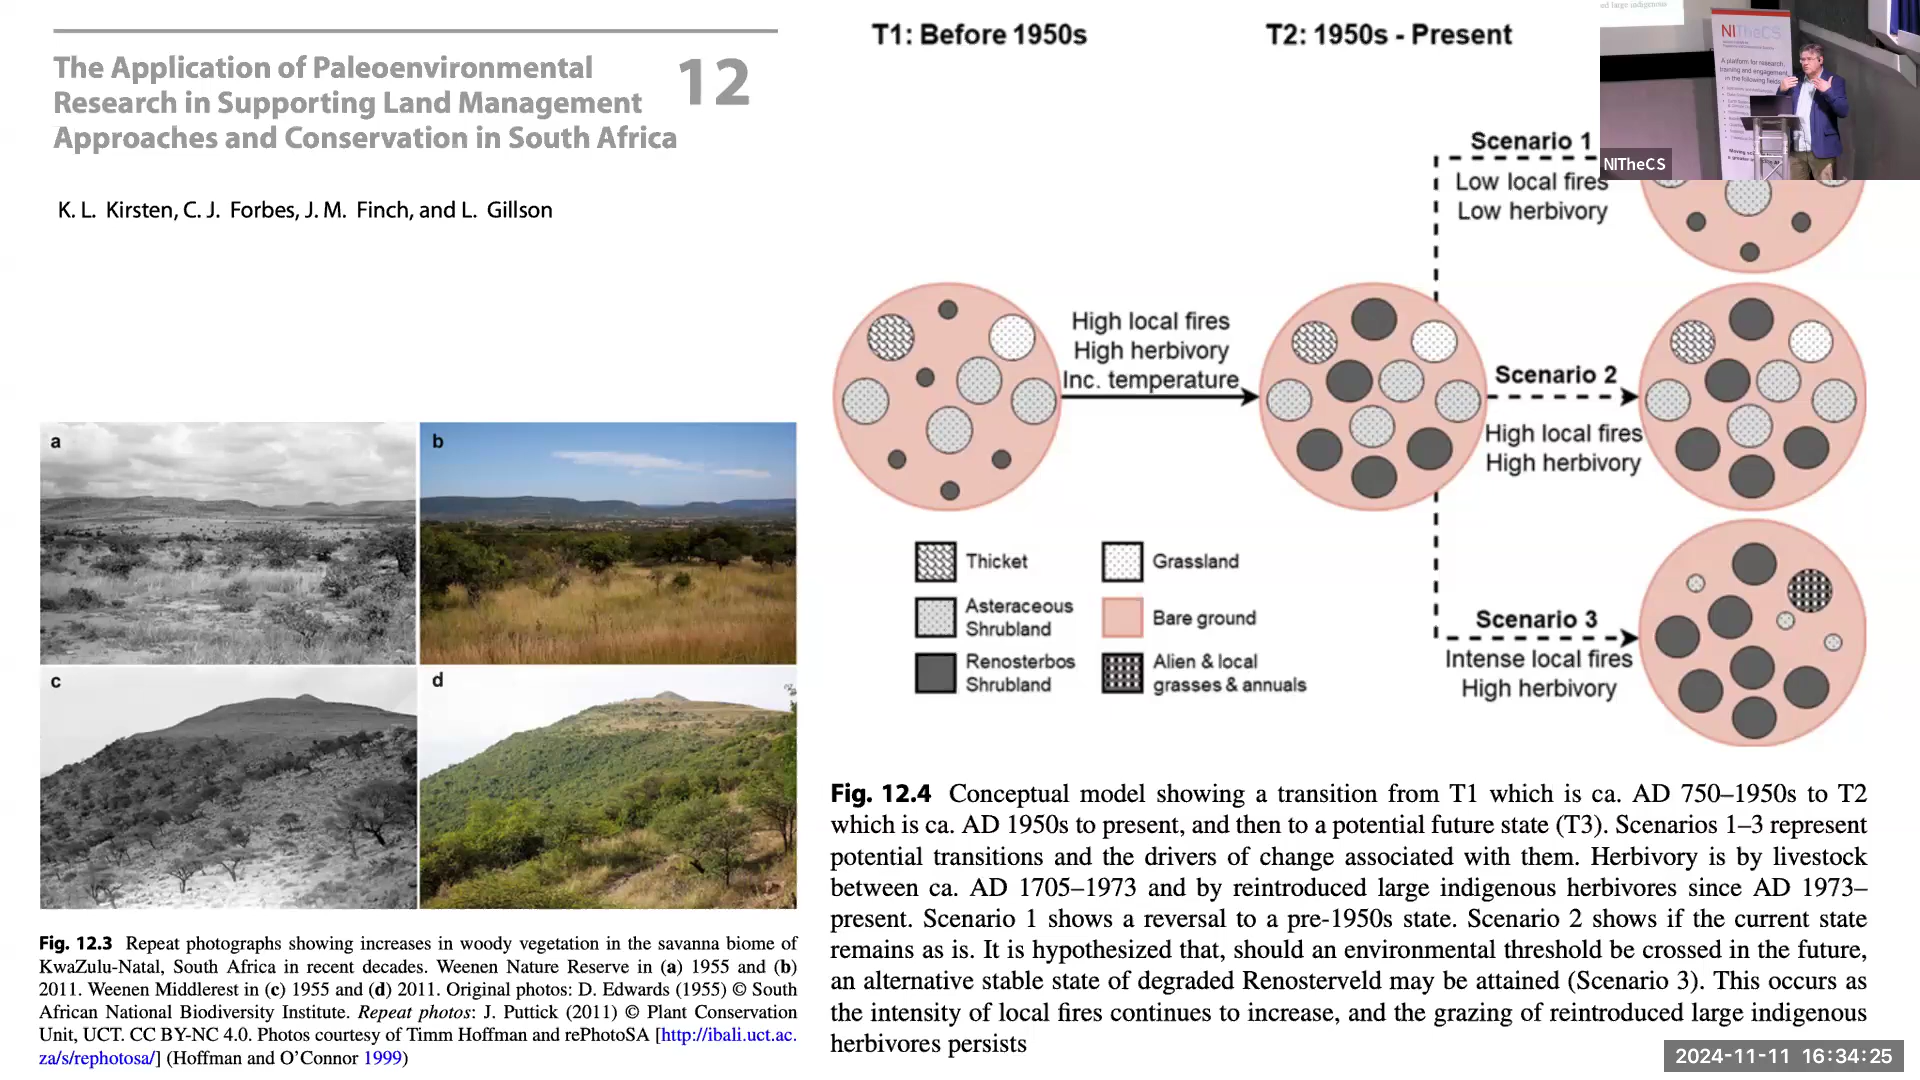 The Application of Paleoenvironmental
Research in Supporting Land Management
Approaches and Conservation in South Africa
12
K. L. Kirsten, C. J. Forbes, J. M. Finch, and L. Gillson
a
b
c
d
Fig. 12.3 Repeat photographs showing increases in woody vegetation in the savanna biome of
KwaZulu-Natal, South Africa in recent decades. Weenen Nature Reserve in (a) 1955 and (b)
2011. Weenen Middlerest in (c) 1955 and (d) 2011. Original photos: D. Edwards (1955) © South
African National Biodiversity Institute. Repeat photos: J. Puttick (2011) © Plant Conservation
Unit, UCT. CC BY-NC 4.0. Photos courtesy of Timm Hoffman and rePhotoSA [http://ibali.uct.ac.
za/s/rephotosa/] (Hoffman and O'Connor 1999)
T1: Before 1950s
T2: 1950s - Present
Scenario 1
Low local fires
Low herbivory
High local fires
High herbivory
Inc. temperature
Scenario 2
High local fires
High herbivory
Scenario 3
Intense local fires
High herbivory
Thicket
Grassland
Asteraceous
Shrubland
Bare ground
Renosterbos
Shrubland
Alien & local
grasses & annuals
Fig. 12.4 Conceptual model showing a transition from T1 which is ca. AD 750–1950s to T2
which is ca. AD 1950s to present, and then to a potential future state (T3). Scenarios 1–3 represent
potential transitions and the drivers of change associated with them. Herbivory is by livestock
between ca. AD 1705–1973 and by reintroduced large indigenous herbivores since AD 1973–
present. Scenario 1 shows a reversal to a pre-1950s state. Scenario 2 shows if the current state
remains as is. It is hypothesized that, should an environmental threshold be crossed in the future,
an alternative stable state of degraded Renosterveld may be attained (Scenario 3). This occurs as
the intensity of local fires continues to increase, and the grazing of reintroduced large indigenous
herbivores persists
ed large indigenous
NITheCS
A platform for research,
training and engagement
in the following fields:
NITheCS
2024-11-11 16:34:25